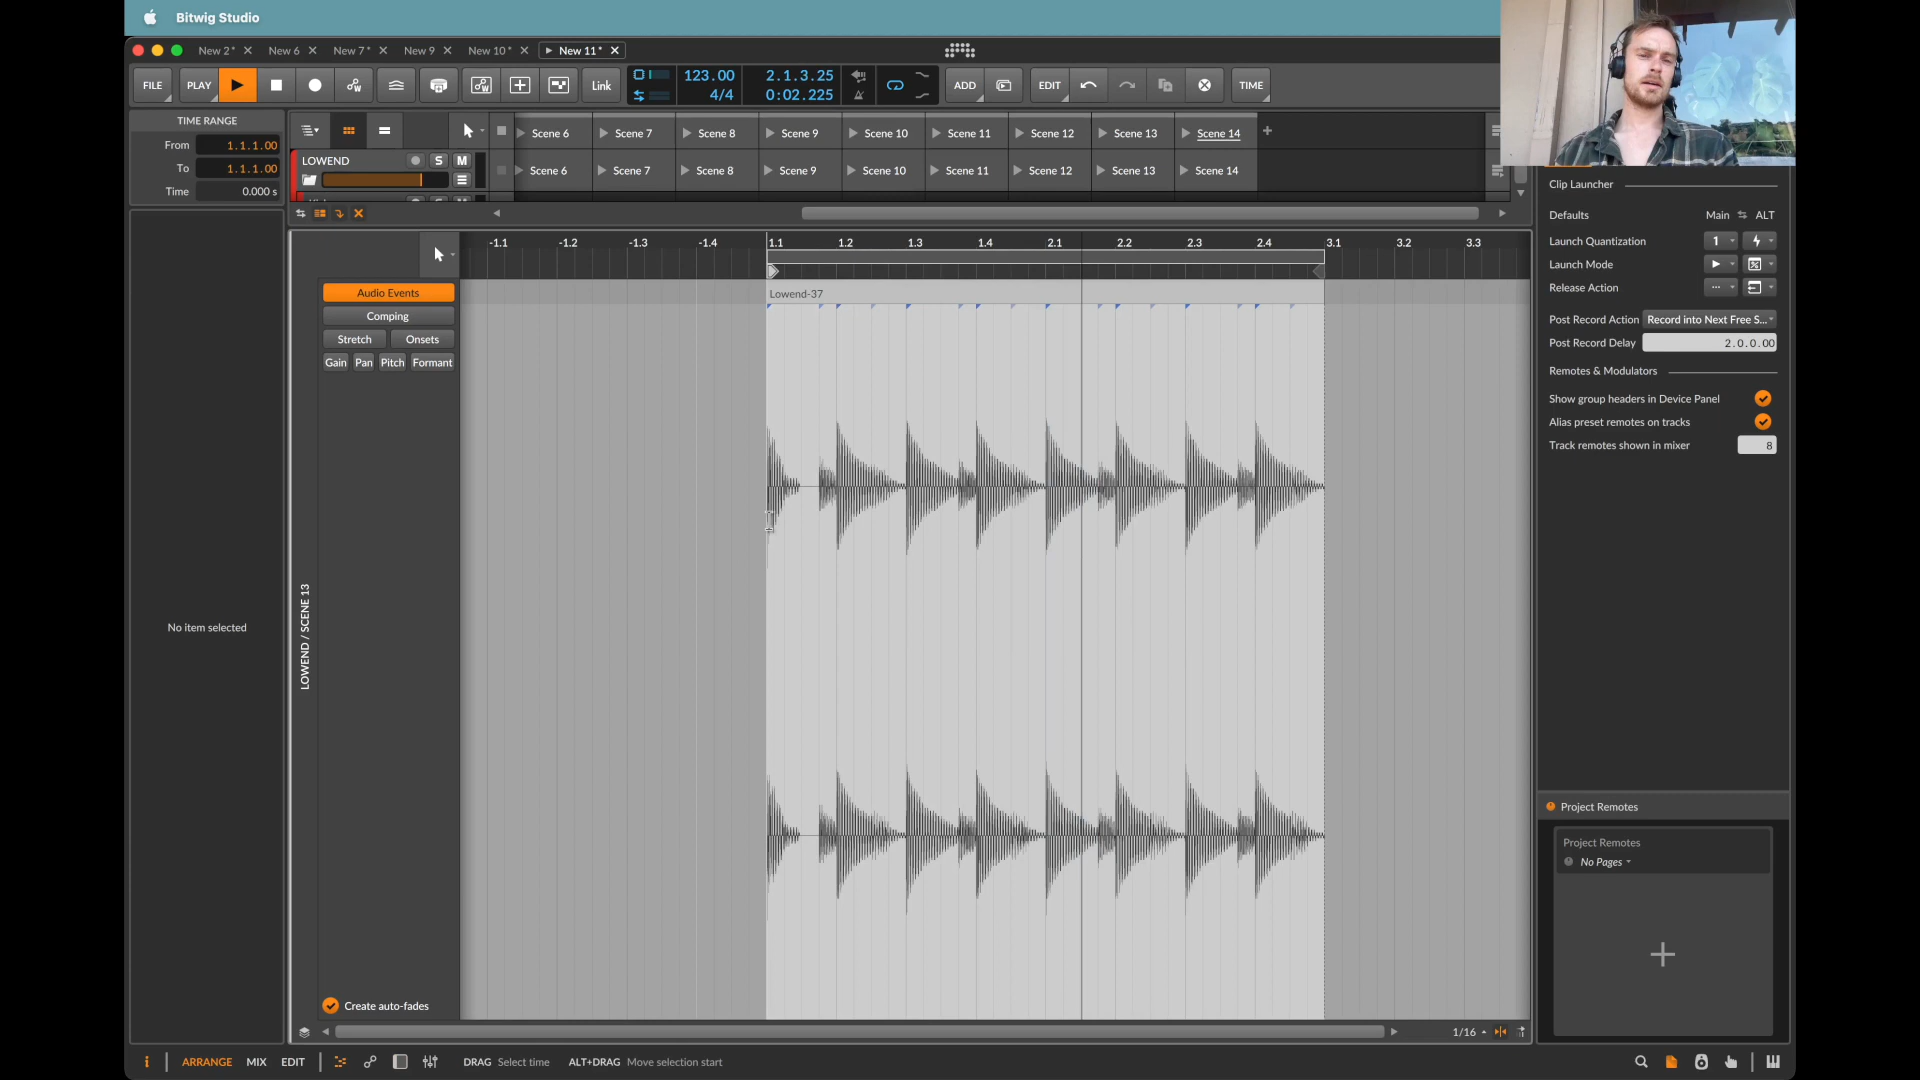 Bitwig Studio
New 2* New 6 New 7* New 9 New 10* New 11*
FILE PLAY Link 123.00 4/4 2.1.3.25 0:02.225 ADD EDIT TIME
TIME RANGE
From 1.1.1.00
To 1.1.1.00
Time 0.000 s
No item selected
Scene 6 Scene 7 Scene 8 Scene 9 Scene 10 Scene 11 Scene 12 Scene 13 Scene 14
LOWEND S M
Scene 6 Scene 7 Scene 8 Scene 9 Scene 10 Scene 11 Scene 12 Scene 13 Scene 14
-1.1 -1.2 -1.3 -1.4 1.1 1.2 1.3 1.4 2.1 2.2 2.3 2.4 3.1 3.2 3.3
LOWEND / SCENE 13
Audio Events
Comping
Stretch Onsets
Gain Pan Pitch Formant
Create auto-fades
Lowend-37
1/16
Clip Launcher
Defaults Main ALT
Launch Quantization 1
Launch Mode
Release Action ...
Post Record Action Record into Next Free S...
Post Record Delay 2.0.0.00
Remotes & Modulators
Show group headers in Device Panel
Alias preset remotes on tracks
Track remotes shown in mixer 8
Project Remotes
Project Remotes
No Pages
i ARRANGE MIX EDIT DRAG Select time ALT+DRAG Move selection start